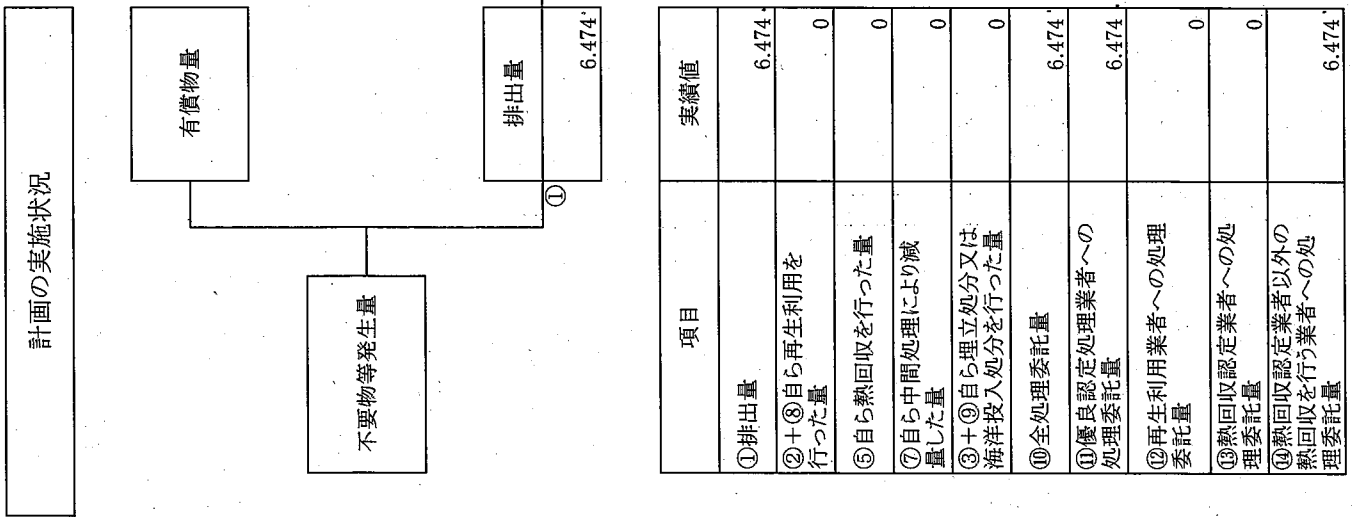 計画の実施状況
不要物等発生量
有償物量
①
排出量
6.474
項目
実績値
①排出量
6.474
②+⑧自ら再生利用を
行った量
0
⑤自ら熱回収を行った量
0
⑦自ら中間処理により減
量した量
0
③+⑨自ら埋立処分又は
海洋投入処分を行った量
0
⑩全処理委託量
6.474
⑪優良認定処理業者への
処理委託量
6.474
⑫再生利用業者への処理
委託量
0
⑬熱回収認定業者への処
理委託量
0
⑭熱回収認定業者以外の
熱回収を行う業者への処
理委託量
6.474